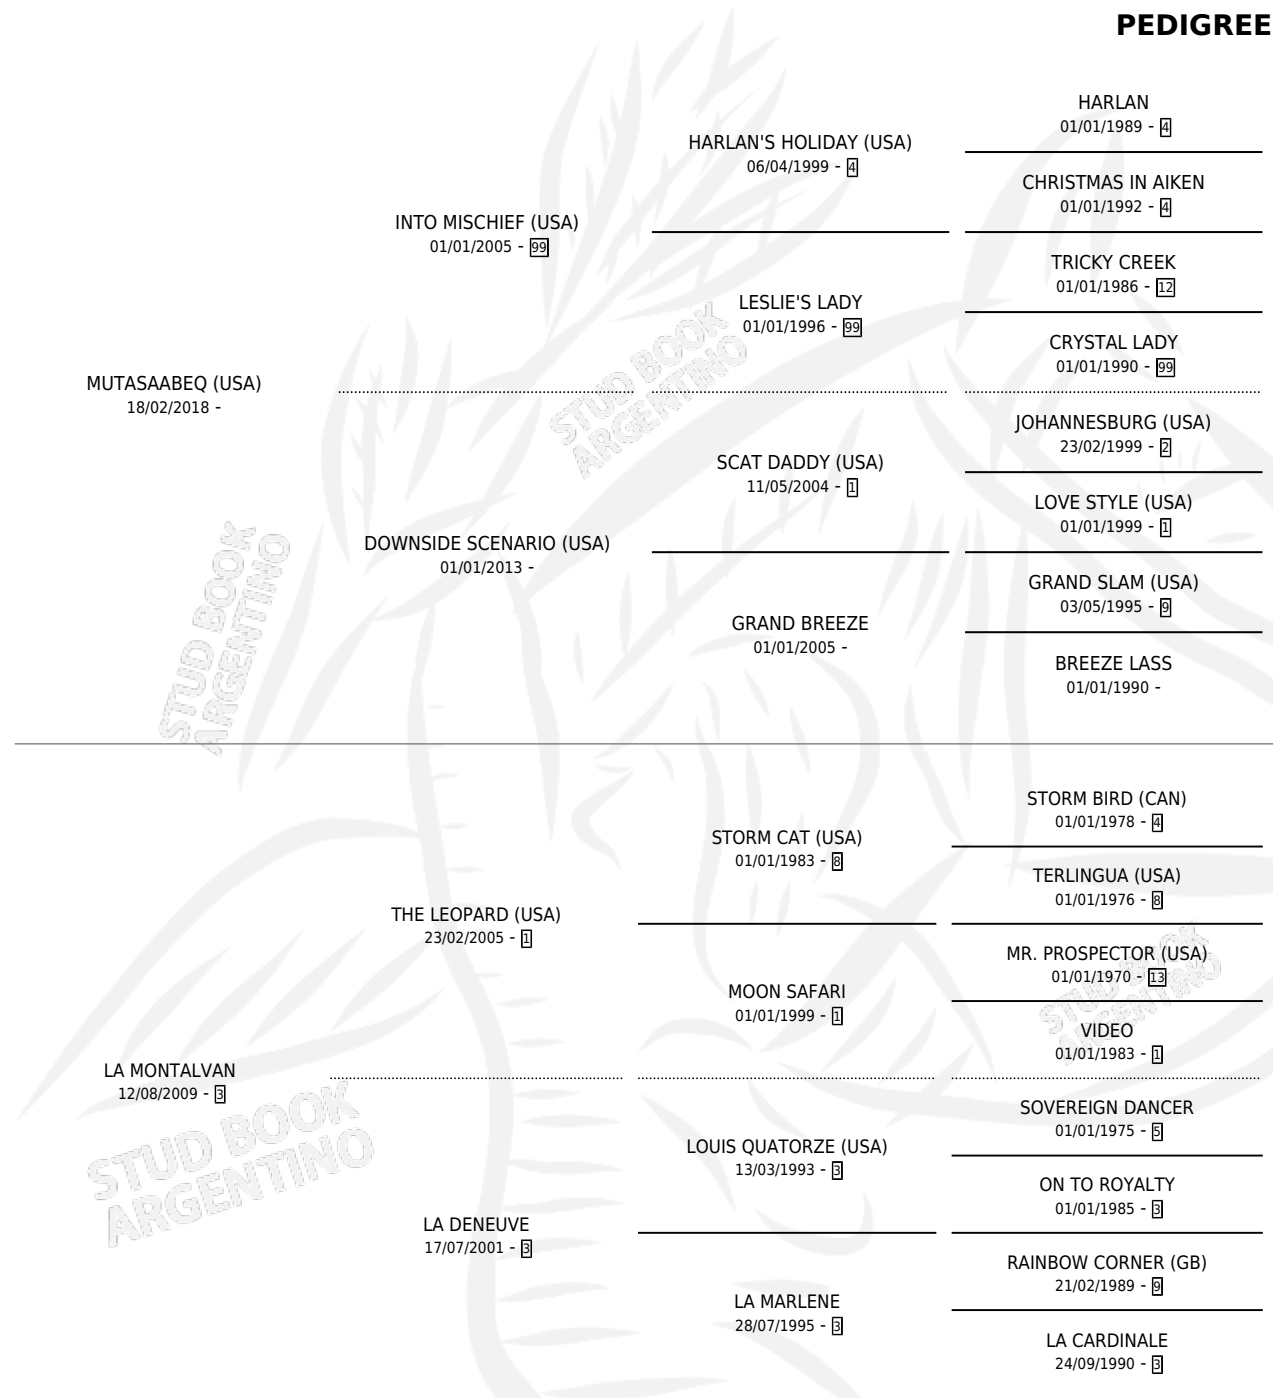 PEDIGREE
HARLAN
01/01/1989 - 4
HARLAN'S HOLIDAY (USA)
06/04/1999 - 4
CHRISTMAS IN AIKEN
01/01/1992 - 4
INTO MISCHIEF (USA)
01/01/2005 - 99
TRICKY CREEK
01/01/1986 - 12
LESLIE'S LADY
01/01/1996 - 99
CRYSTAL LADY
01/01/1990 - 99
MUTASAABEQ (USA)
18/02/2018 -
JOHANNESBURG (USA)
23/02/1999 - 2
SCAT DADDY (USA)
11/05/2004 - 1
LOVE STYLE (USA)
01/01/1999 - 1
DOWNSIDE SCENARIO (USA)
01/01/2013 -
GRAND SLAM (USA)
03/05/1995 - 9
GRAND BREEZE
01/01/2005 -
BREEZE LASS
01/01/1990 -
STORM BIRD (CAN)
01/01/1978 - 4
STORM CAT (USA)
01/01/1983 - 8
TERLINGUA (USA)
01/01/1976 - 8
THE LEOPARD (USA)
23/02/2005 - 1
MR. PROSPECTOR (USA)
01/01/1970 - 13
MOON SAFARI
01/01/1999 - 1
VIDEO
01/01/1983 - 1
LA MONTALVAN
12/08/2009 - 3
SOVEREIGN DANCER
01/01/1975 - 5
LOUIS QUATORZE (USA)
13/03/1993 - 3
ON TO ROYALTY
01/01/1985 - 3
LA DENEUVE
17/07/2001 - 3
RAINBOW CORNER (GB)
21/02/1989 - 9
LA MARLENE
28/07/1995 - 3
LA CARDINALE
24/09/1990 - 3
STUD BOOK
ARGENTINO
STUD BOOK
ARGENTINO
STUD BOOK
ARGENTINO
STUD BOOK
ARGENTINO